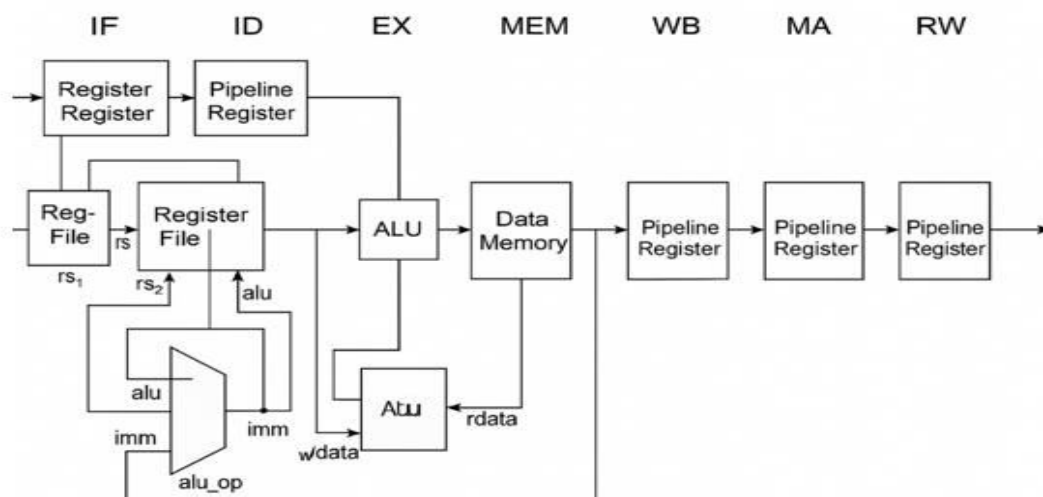 IF ID EX MEM WB MA RW
Register
Register
Pipeline
Register
Reg-
File
rs
rs₁
Register
File
rs₂
alu
ALU
Data
Memory
Pipeline
Register
Pipeline
Register
Pipeline
Register
alu
imm
imm
alu_op
w/data
rdata